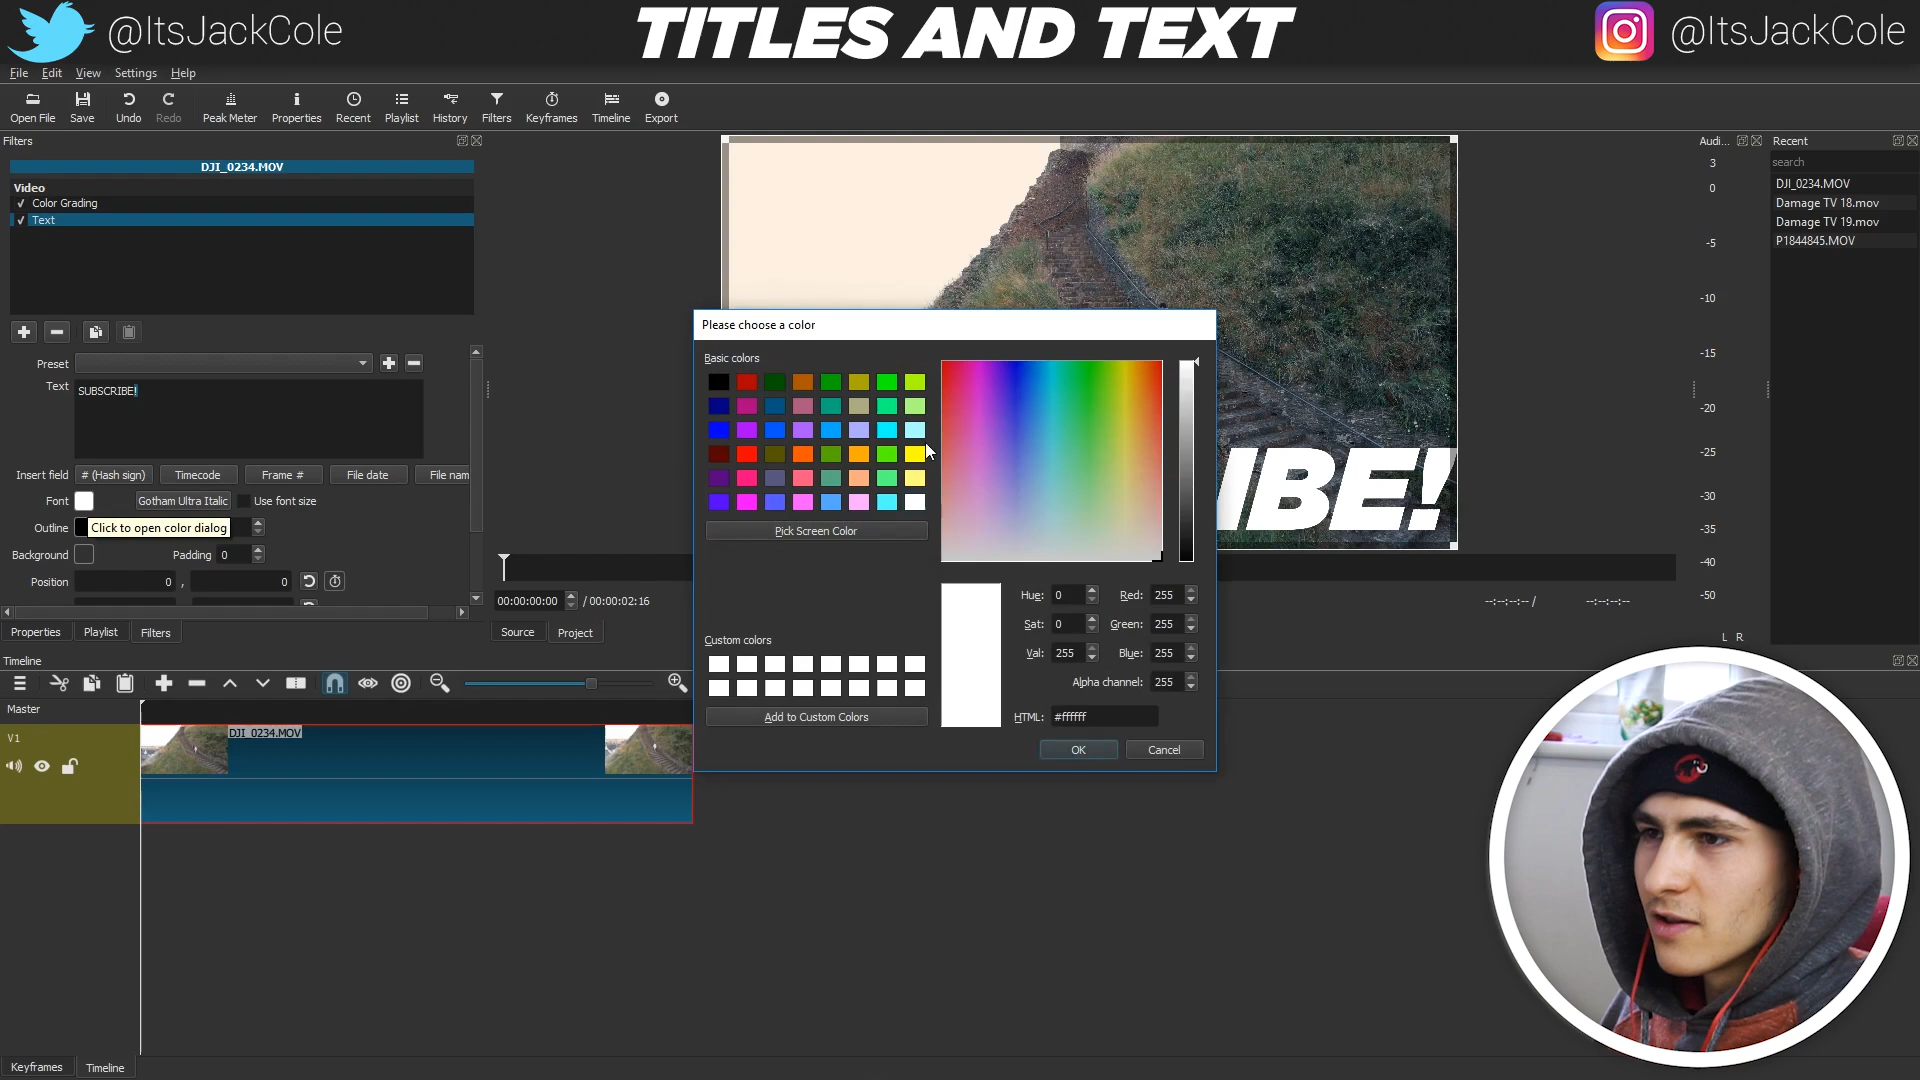 @ItsJackCole
TITLES AND TEXT
@ItsJackCole
File Edit View Settings Help
Open File Save Undo Redo Peak Meter Properties Recent Playlist History Filters Keyframes Timeline Export
Filters
DJI_0234.MOV
Video
Color Grading
Text
Preset
Text
SUBSCRIBE!
Insert field # (Hash sign) Timecode Frame # File date File nam
Font Gotham Ultra Italic Use font size
Outline
Click to open color dialog
Background Padding 0
Position 0 , 0
Properties Playlist Filters
IBE!
00:00:00:00 / 00:00:02:16
--:--:--:-- / --:--:--:--
Source Project
Please choose a color
Basic colors
Pick Screen Color
Custom colors
Add to Custom Colors
Hue: 0 Red: 255
Sat: 0 Green: 255
Val: 255 Blue: 255
Alpha channel: 255
HTML: #ffffff
OK Cancel
Audi...
3
0
-5
-10
-15
-20
-25
-30
-35
-40
-50
L R
Recent
search
DJI_0234.MOV
Damage TV 18.mov
Damage TV 19.mov
P1844845.MOV
Timeline
Master
V1
DJI_0234.MOV
Keyframes Timeline